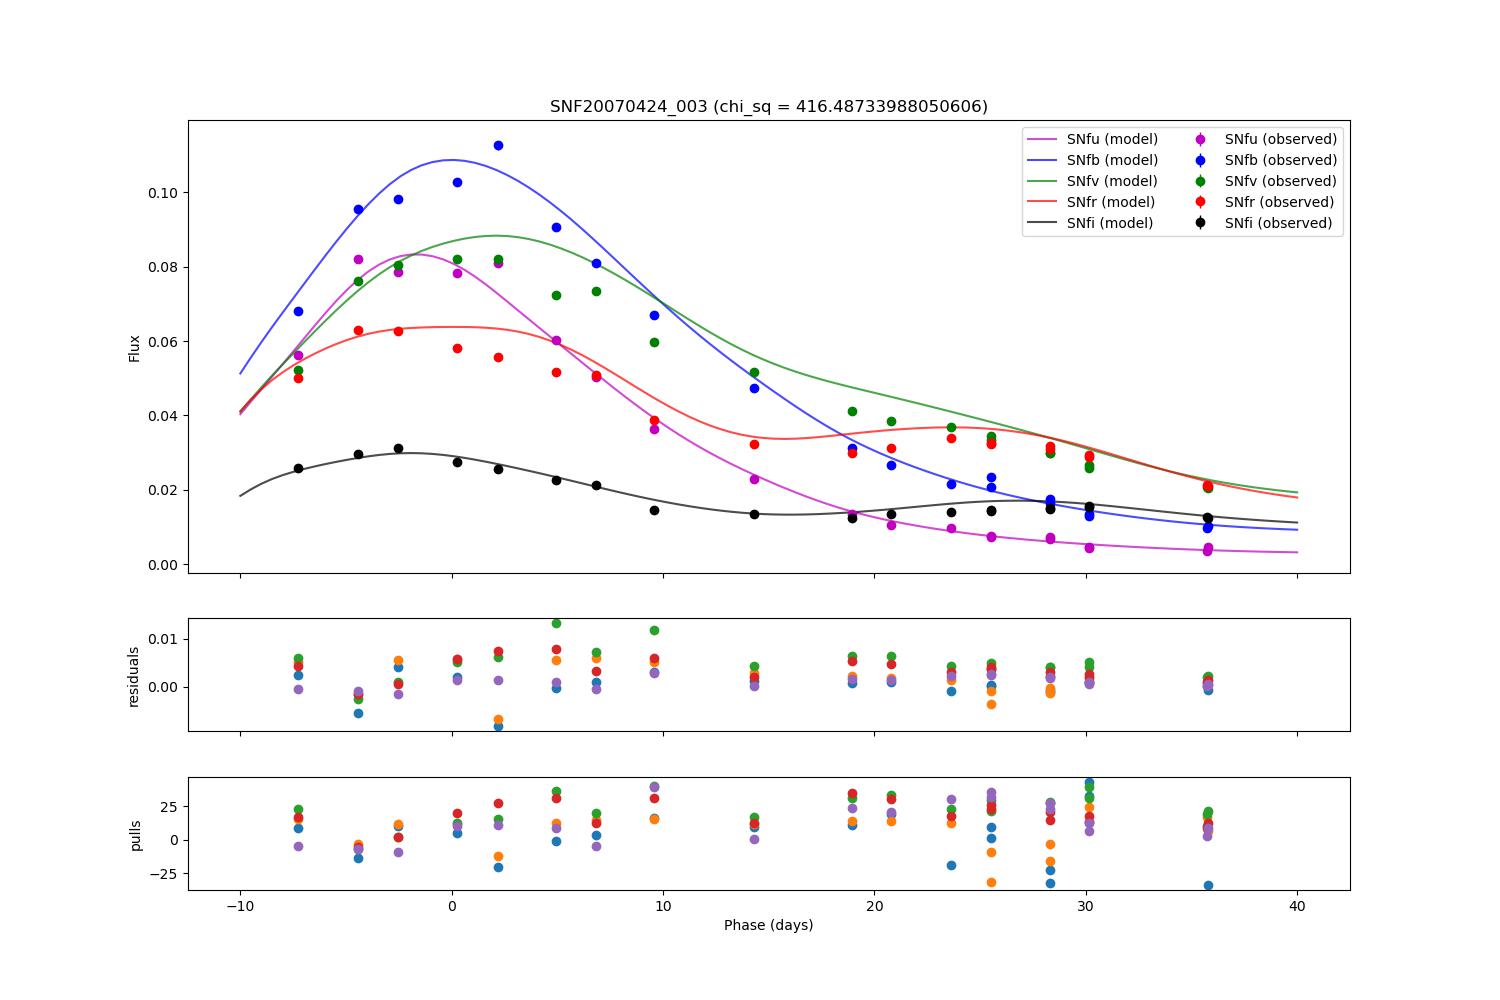 SNF20070424_003 (chi_sq = 416.48733988050606)
SNfu (model) SNfu (observed)
SNfb (model) SNfb (observed)
SNfv (model) SNfv (observed)
SNfr (model) SNfr (observed)
SNfi (model) SNfi (observed)
Flux
0.10
0.08
0.06
0.04
0.02
0.00
residuals
0.01
0.00
pulls
25
0
−25
−10 0 10 20 30 40
Phase (days)